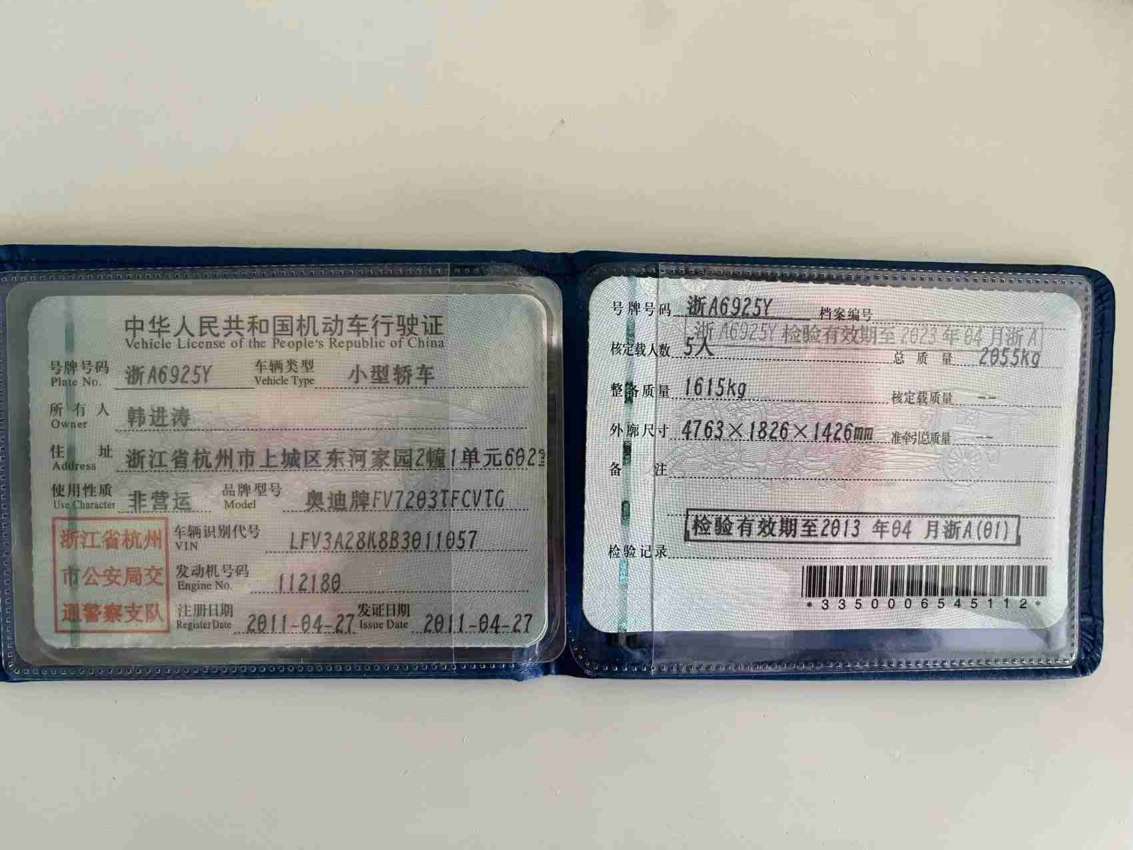 中华人民共和国机动车行驶证
Vehicle License of the People's Republic of China
号牌号码 浙A6925Y 车辆类型 小型轿车
Plate No. Vehicle Type
所有人 韩进涛
Owner
住址 浙江省杭州市上城区东河家园2幢1单元602室
Address
使用性质 非营运 品牌型号 奥迪牌FV7203TFCVTG
Use Character Model
浙江省杭州
市公安局交
通警察支队
车辆识别代号 LFV3A28K8B3011057
VIN
发动机号码 112180
Engine No.
注册日期 2011-04-27 发证日期 2011-04-27
Register Date Issue Date
号牌号码 浙A6925Y 档案编号
浙A6925Y 检验有效期至2023年04月浙A
核定载人数 5人 总质量 2055kg
整备质量 1615kg 核定载质量 --
外廓尺寸 4763×1826×1426mm 准牵引总质量 --
备注
检验有效期至2013年04月浙A(01)
检验记录
*3350006545112*